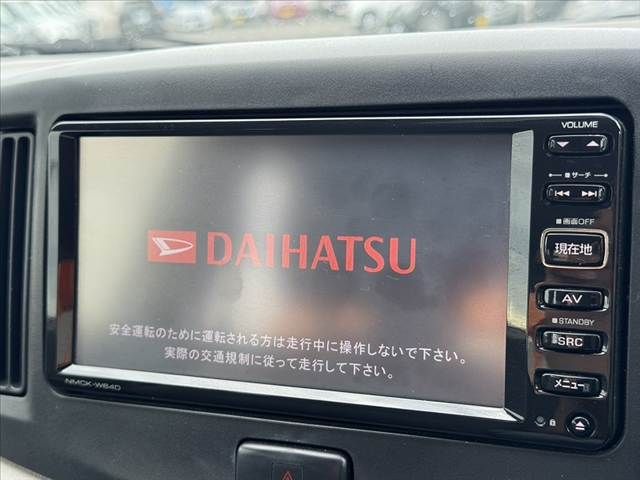 VOLUME
サーチ
画面OFF
現在地
AV
STANDBY
SRC
メニュー
DAIHATSU
安全運転のために運転される方は走行中に操作しないで下さい。
実際の交通規制に従って走行して下さい。
NMCK-W64D